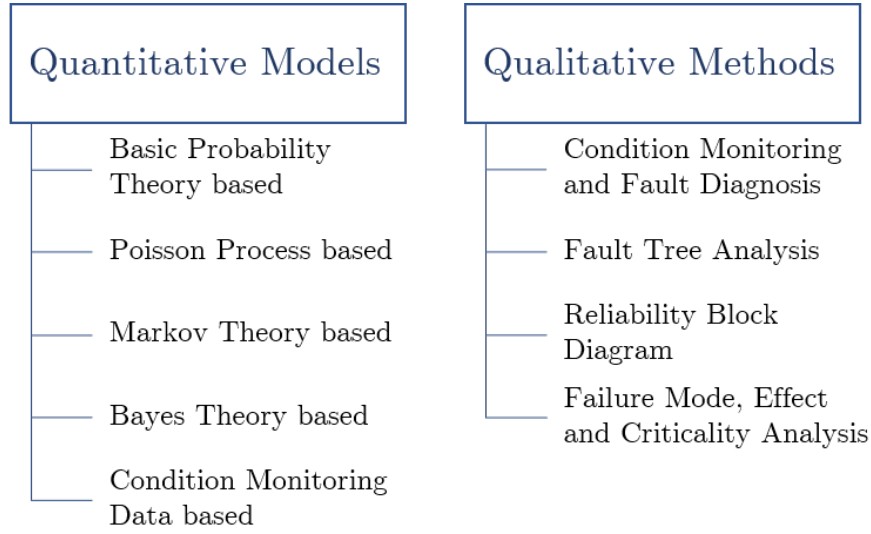 Quantitative Models
Basic Probability
Theory based
Poisson Process based
Markov Theory based
Bayes Theory based
Condition Monitoring
Data based
Qualitative Methods
Condition Monitoring
and Fault Diagnosis
Fault Tree Analysis
Reliability Block
Diagram
Failure Mode, Effect
and Criticality Analysis